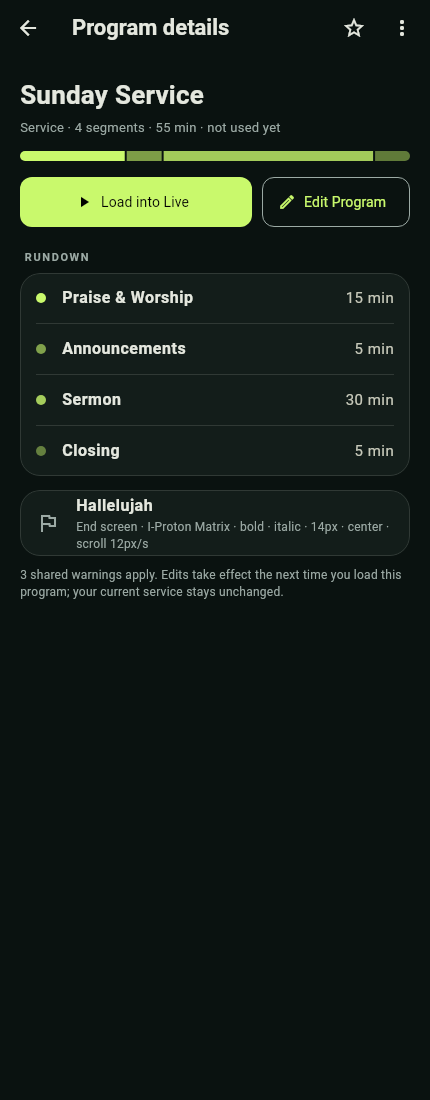 Program details
Sunday Service
Service · 4 segments · 55 min · not used yet
Load into Live
Edit Program
RUNDOWN
Praise & Worship 15 min
Announcements 5 min
Sermon 30 min
Closing 5 min
Hallelujah
End screen · I-Proton Matrix · bold · italic · 14px · center ·
scroll 12px/s
3 shared warnings apply. Edits take effect the next time you load this
program; your current service stays unchanged.